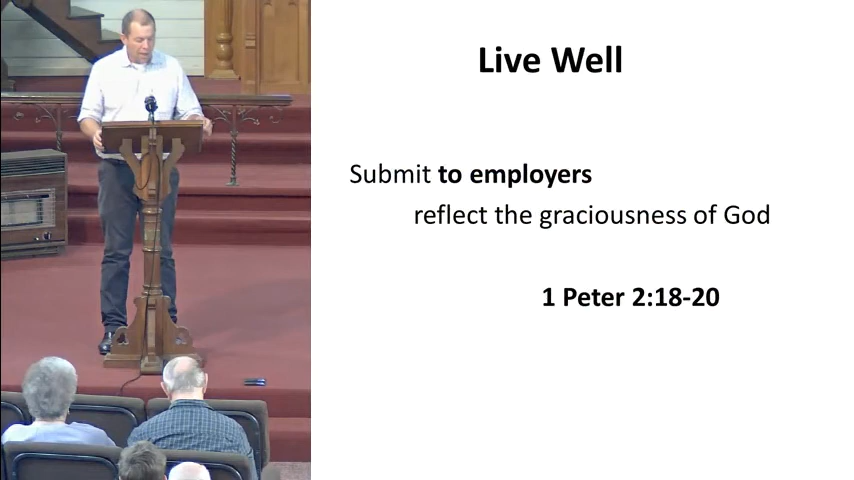 Live Well
Submit to employers
reflect the graciousness of God
1 Peter 2:18-20